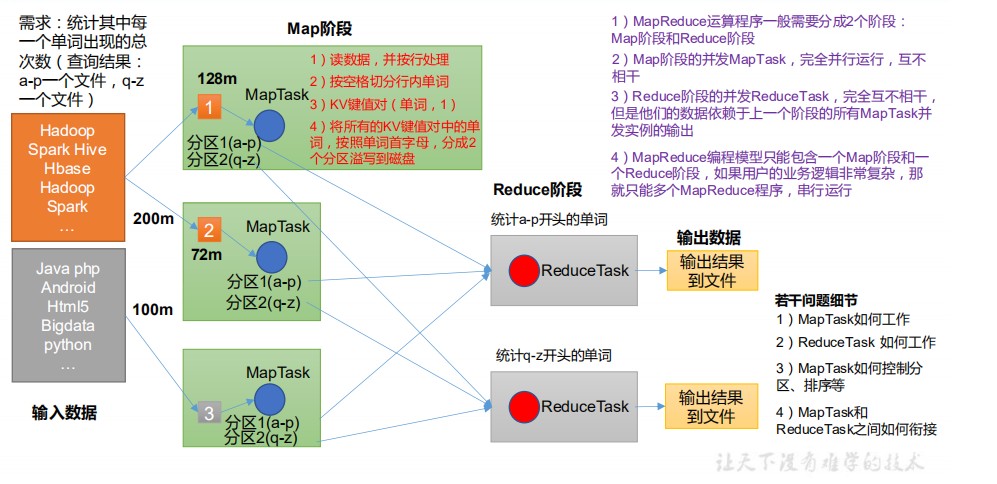 需求：统计其中每
一个单词出现的总
次数（查询结果：
a-p一个文件，q-z
一个文件）
Hadoop
Spark Hive
Hbase
Hadoop
Spark
…
200m
Java php
Android
Html5
Bigdata
python
…
100m
输入数据
Map阶段
128m
1
MapTask
分区1(a-p)
分区2(q-z)
1）读数据，并按行处理
2）按空格切分行内单词
3）KV键值对（单词，1）
4）将所有的KV键值对中的单
词，按照单词首字母，分成2
个分区溢写到磁盘
2
72m
MapTask
分区1(a-p)
分区2(q-z)
3
MapTask
分区1(a-p)
分区2(q-z)
1）MapReduce运算程序一般需要分成2个阶段：
Map阶段和Reduce阶段
2）Map阶段的并发MapTask，完全并行运行，互不
相干
3）Reduce阶段的并发ReduceTask，完全互不相干，
但是他们的数据依赖于上一个阶段的所有MapTask并
发实例的输出
4）MapReduce编程模型只能包含一个Map阶段和一
个Reduce阶段，如果用户的业务逻辑非常复杂，那
就只能多个MapReduce程序，串行运行
Reduce阶段
统计a-p开头的单词
ReduceTask
统计q-z开头的单词
ReduceTask
输出数据
输出结果
到文件
输出结果
到文件
若干问题细节
1）MapTask如何工作
2）ReduceTask 如何工作
3）MapTask如何控制分
区、排序等
4）MapTask和
ReduceTask之间如何衔接
让天下没有难学的技术